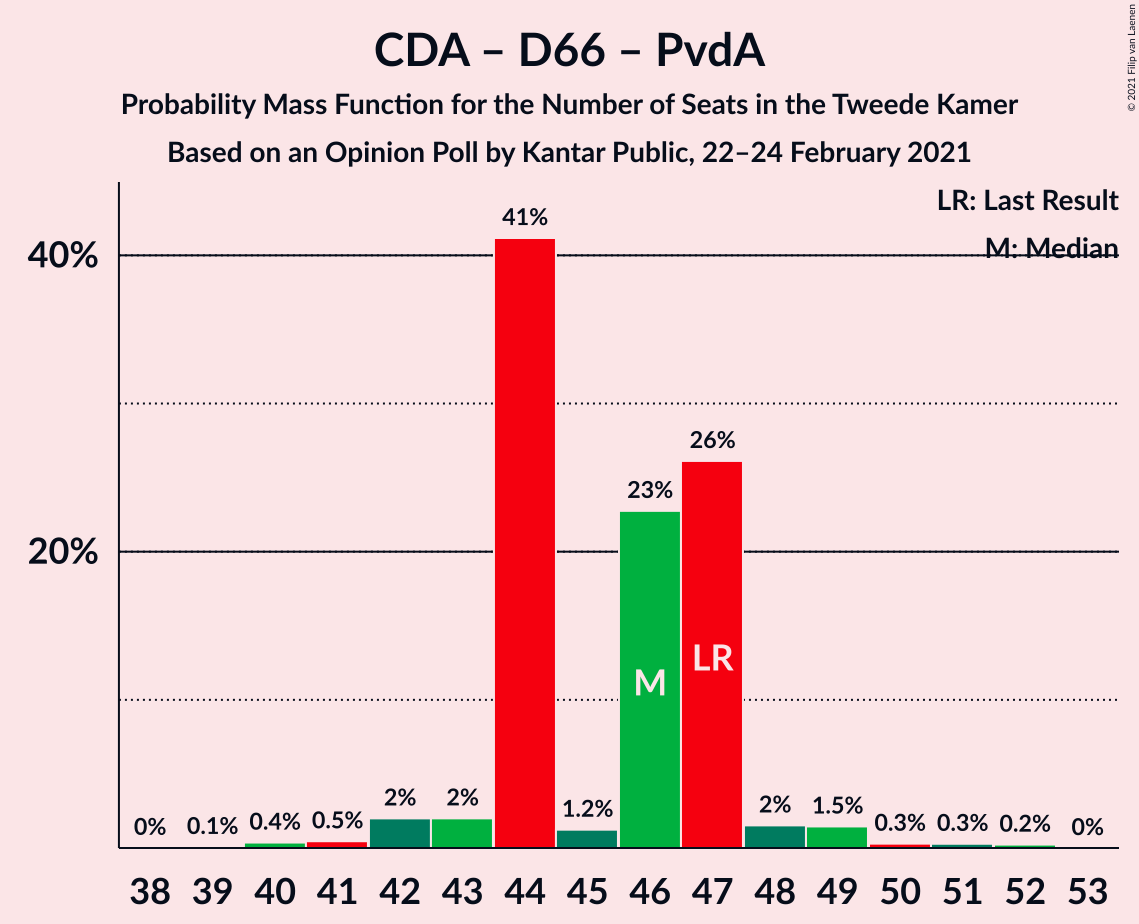 CDA – D66 – PvdA
Probability Mass Function for the Number of Seats in the Tweede Kamer
Based on an Opinion Poll by Kantar Public, 22–24 February 2021
© 2021 Filip van Laenen
LR: Last Result
M: Median
40%
20%
0%
0.1%
0.4%
0.5%
2%
2%
41%
1.2%
23%
26%
2%
1.5%
0.3%
0.3%
0.2%
0%
M
LR
38 39 40 41 42 43 44 45 46 47 48 49 50 51 52 53